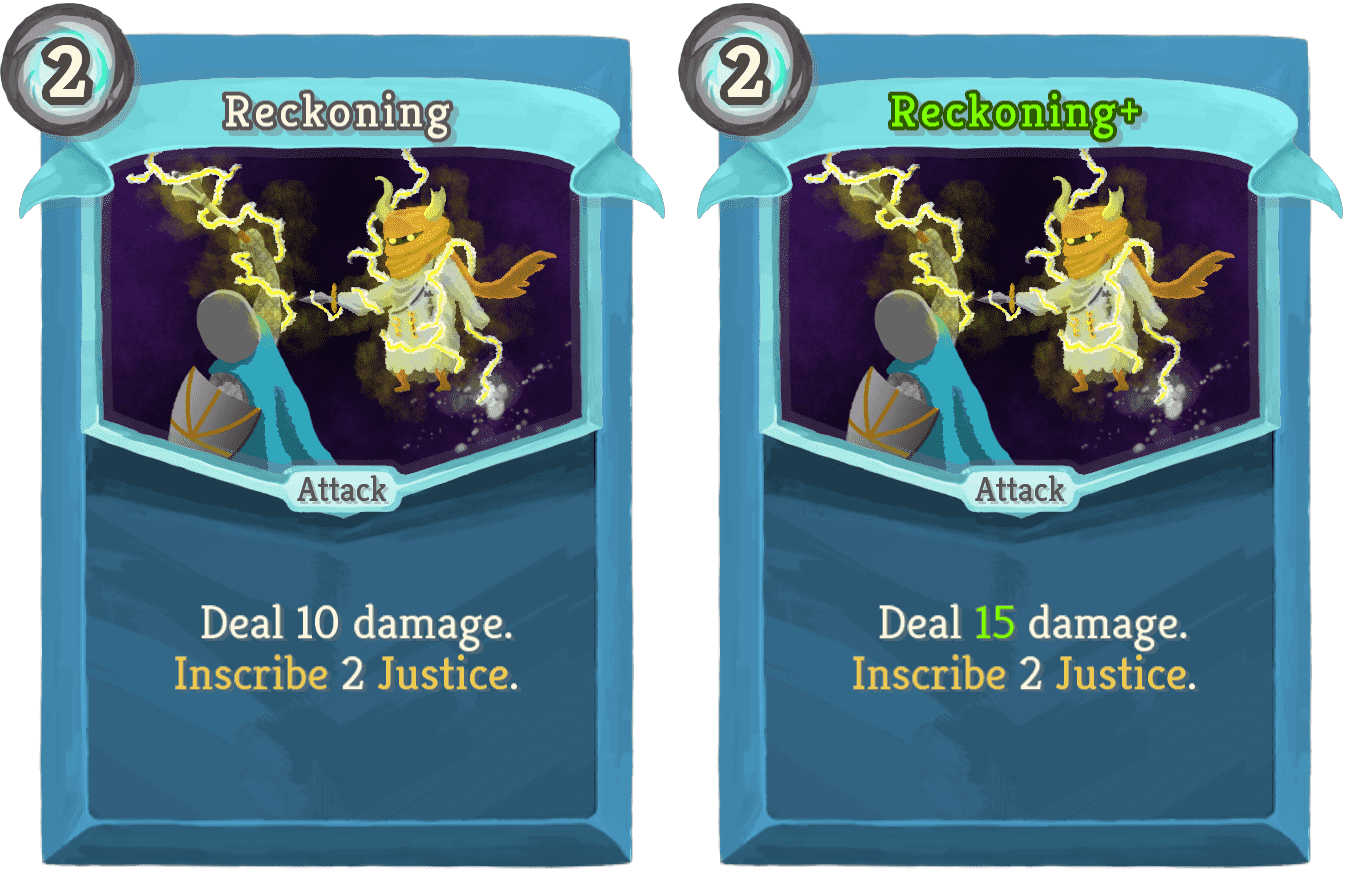 2
Reckoning
Attack
Deal 10 damage.
Inscribe 2 Justice.
2
Reckoning+
Attack
Deal 15 damage.
Inscribe 2 Justice.